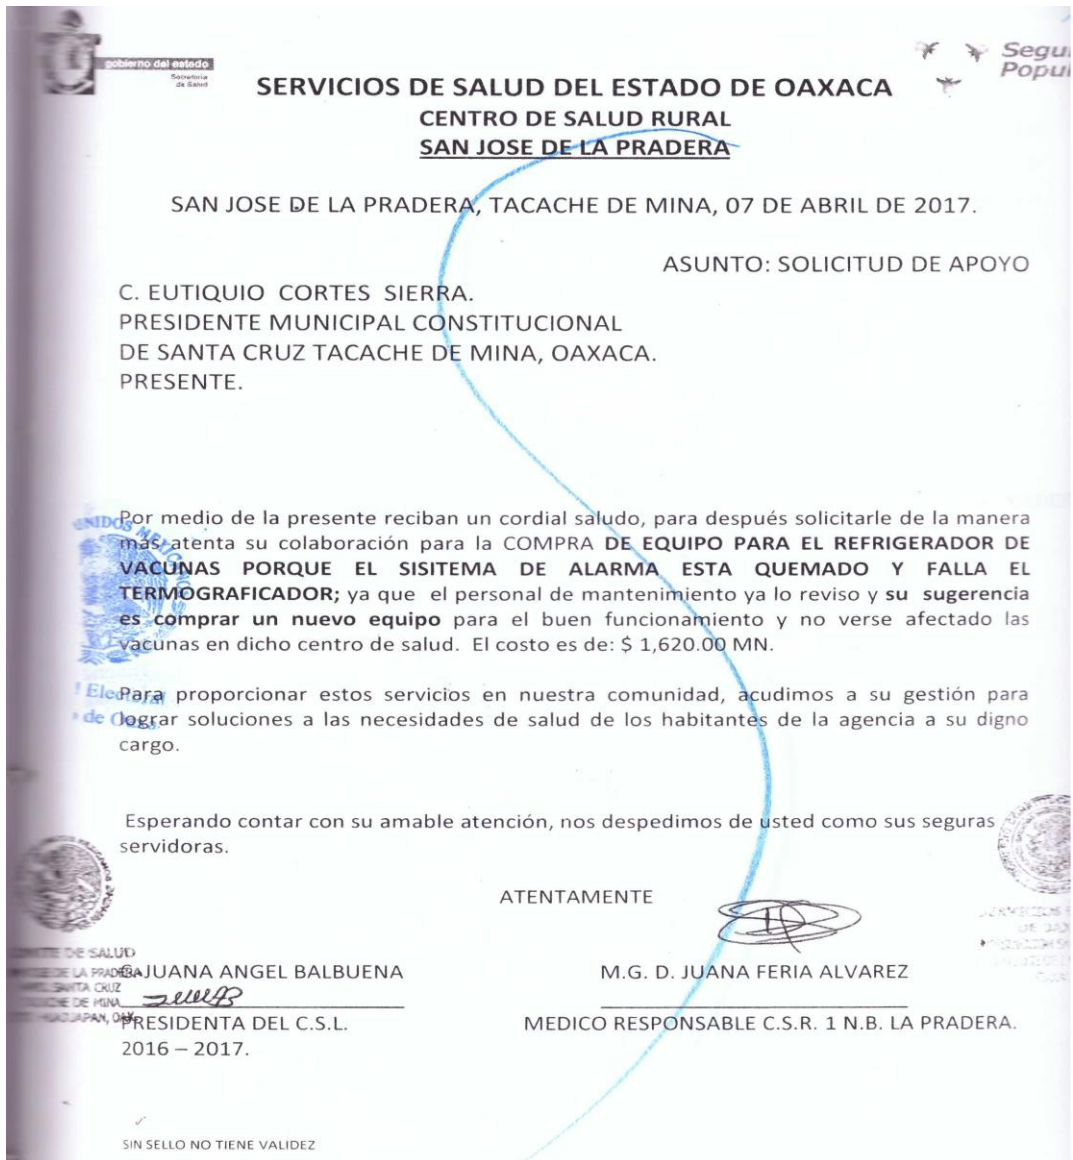 gobierno del estado
Secretaría
de Salud
SERVICIOS DE SALUD DEL ESTADO DE OAXACA
CENTRO DE SALUD RURAL
SAN JOSE DE LA PRADERA
SAN JOSE DE LA PRADERA, TACACHE DE MINA, 07 DE ABRIL DE 2017.
ASUNTO: SOLICITUD DE APOYO
C. EUTIQUIO CORTES SIERRA.
PRESIDENTE MUNICIPAL CONSTITUCIONAL
DE SANTA CRUZ TACACHE DE MINA, OAXACA.
PRESENTE.
Por medio de la presente reciban un cordial saludo, para después solicitarle de la manera
más atenta su colaboración para la COMPRA DE EQUIPO PARA EL REFRIGERADOR DE
VACUNAS PORQUE EL SISITEMA DE ALARMA ESTA QUEMADO Y FALLA EL
TERMOGRAFICADOR; ya que el personal de mantenimiento ya lo reviso y su sugerencia
es comprar un nuevo equipo para el buen funcionamiento y no verse afectado las
vacunas en dicho centro de salud. El costo es de: $ 1,620.00 MN.
Para proporcionar estos servicios en nuestra comunidad, acudimos a su gestión para
lograr soluciones a las necesidades de salud de los habitantes de la agencia a su digno
cargo.
Esperando contar con su amable atención, nos despedimos de usted como sus seguras
servidoras.
ATENTAMENTE
DE SALUD
DE LA PRADERA
SANTA CRUZ
DE MINA
JUANA ANGEL BALBUENA
M.G. D. JUANA FERIA ALVAREZ
PRESIDENTA DEL C.S.L.
MEDICO RESPONSABLE C.S.R. 1 N.B. LA PRADERA.
2016 – 2017.
SIN SELLO NO TIENE VALIDEZ